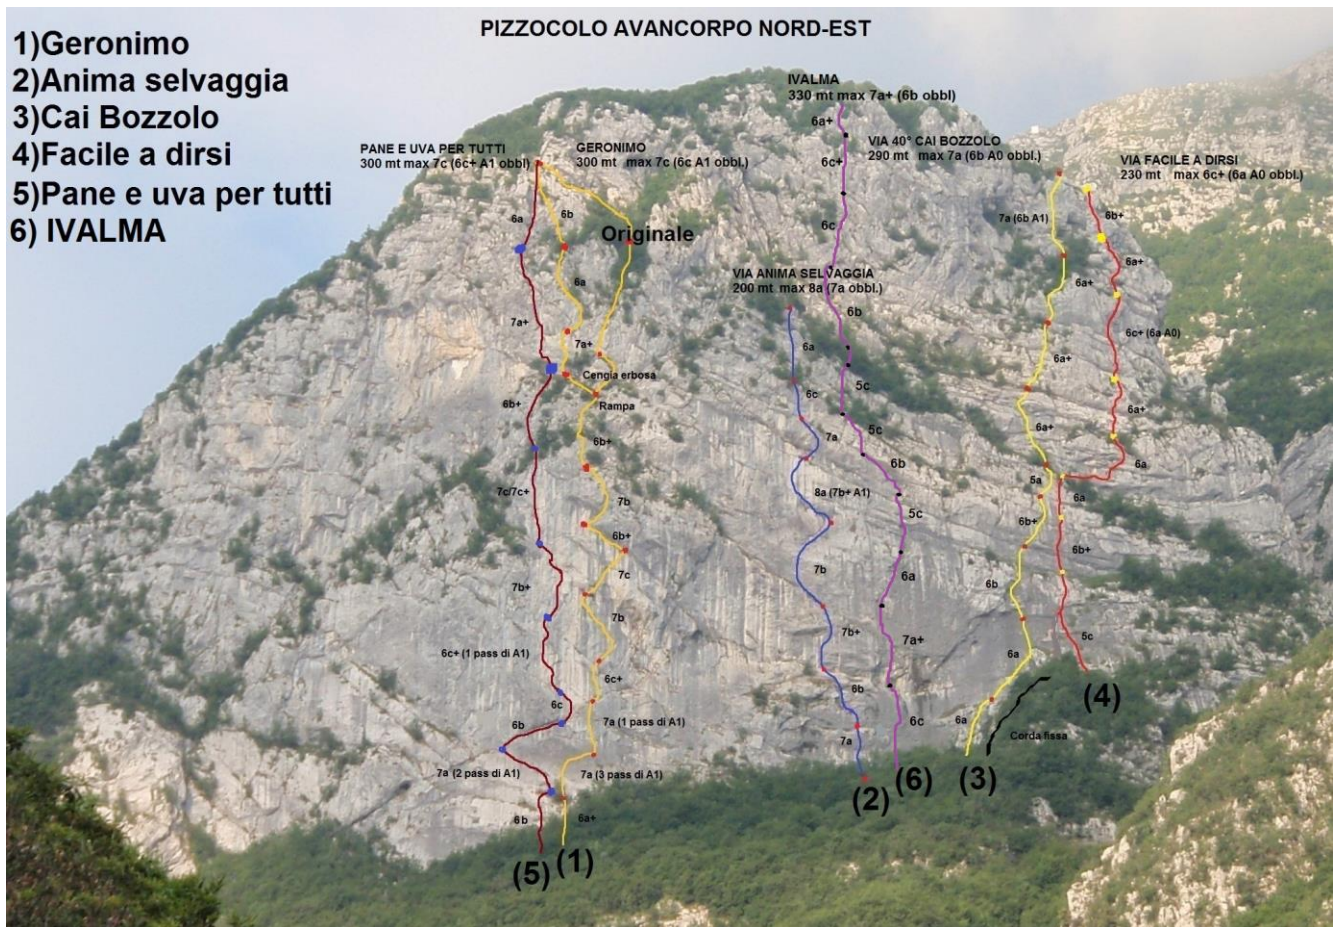 PIZZOCOLO AVANCORPO NORD-EST
1)Geronimo
2)Anima selvaggia
3)Cai Bozzolo
4)Facile a dirsi
5)Pane e uva per tutti
6) IVALMA
IVALMA
330 mt max 7a+ (6b obbl)
PANE E UVA PER TUTTI
300 mt max 7c (6c+ A1 obbl)
GERONIMO
300 mt max 7c (6c A1 obbl.)
VIA 40° CAI BOZZOLO
290 mt max 7a (6b A0 obbl.)
VIA FACILE A DIRSI
230 mt max 6c+ (6a A0 obbl.)
VIA ANIMA SELVAGGIA
200 mt max 8a (7a obbl.)
Originale
6a
7a+
6b+
7c/7c+
7b+
6c+ (1 pass di A1)
6c
6b
7a (2 pass di A1)
6b
(5)
6b
6a
7a+
Cengia erbosa
Rampa
6b+
7b
6b+
7c
7b
6c+
7a (1 pass di A1)
7a (3 pass di A1)
6a+
(1)
6a
6c
7a
8a (7b+ A1)
7b
7b+
6b
7a
(2)
6a+
6c+
6c
6b
5c
5c
6b
5c
6a
7a+
6c
(6)
7a (6b A1)
6a+
6a+
6a+
5a
6b+
6b
6a
6a
(3)
Corda fissa
6b+
6a+
6c+ (6a A0)
6a+
6a
6a
6b+
5c
(4)